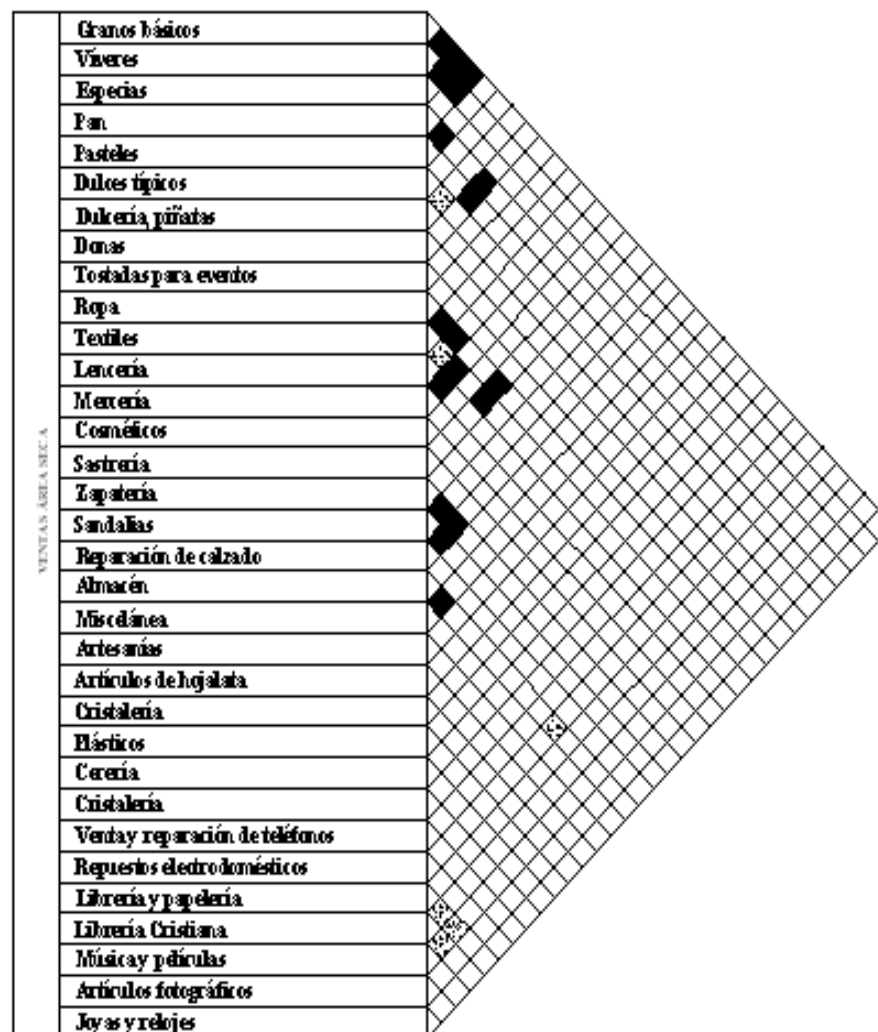 VENTAS ÁREA SECA
Granos básicos
Víveres
Especias
Pan
Pasteles
Dulces típicos
Dulcería, piñatas
Donas
Tostadas para eventos
Ropa
Textiles
Lencería
Mercería
Cosméticos
Sastrería
Zapatería
Sandalias
Reparación de calzado
Almacén
Miscelánea
Artesanías
Artículos de hojalata
Cristalería
Plásticos
Cerería
Cristalería
Venta y reparación de teléfonos
Repuestos electrodomésticos
Librería y papelería
Librería Cristiana
Música y películas
Artículos fotográficos
Joyas y relojes